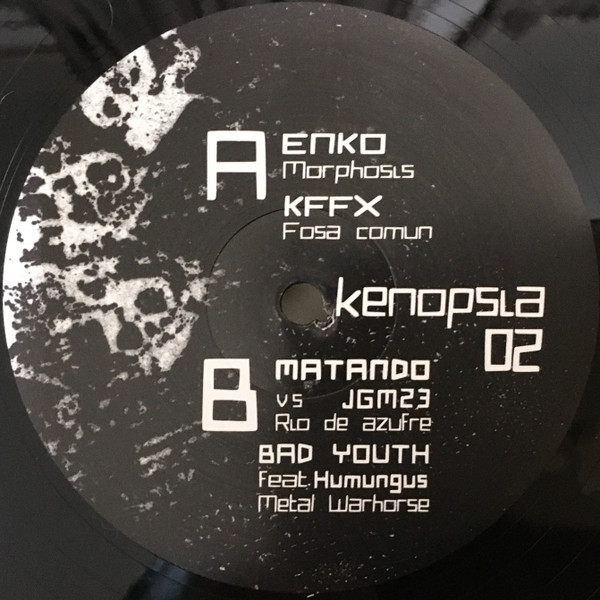 A
ENKO
Morphosis
KFFX
Fosa comun
kenopsia
02
B
MATANDO
VS JGM23
Rio de azufre
BAD YOUTH
Feat. Humungus
Metal Warhorse